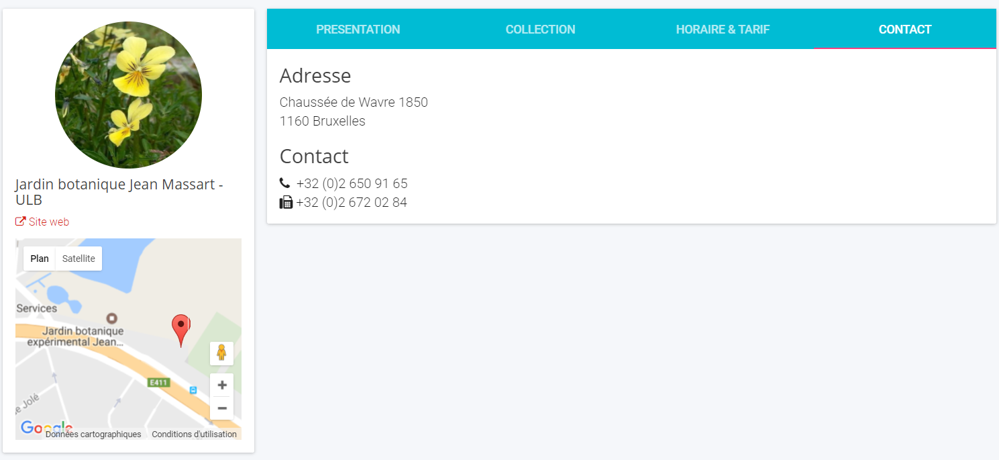 Jardin botanique Jean Massart -
ULB
Site web
Plan
Satellite
Services
Jardin botanique
expérimental Jean...
E411
Jolé
Google
Données cartographiques
Conditions d'utilisation
PRESENTATION
COLLECTION
HORAIRE & TARIF
CONTACT
Adresse
Chaussée de Wavre 1850
1160 Bruxelles
Contact
+32 (0)2 650 91 65
+32 (0)2 672 02 84